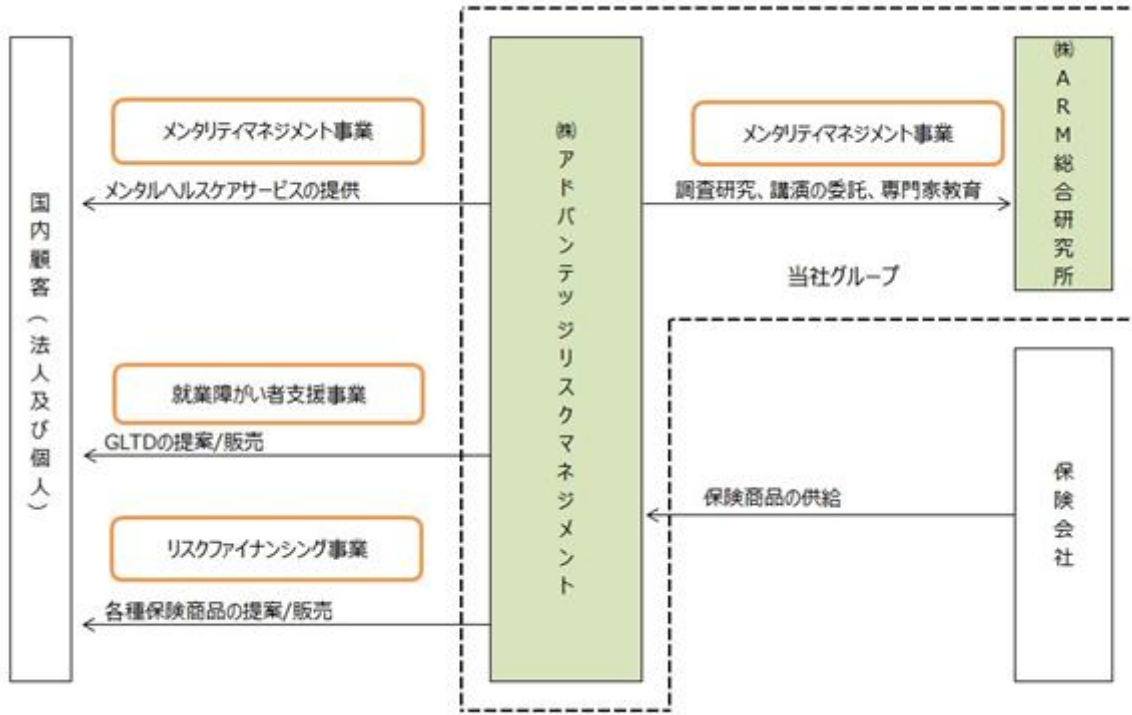 国内顧客（法人及び個人）
メンタリティマネジメント事業
メンタルヘルスケアサービスの提供
就業障がい者支援事業
GLTDの提案/販売
リスクファイナンシング事業
各種保険商品の提案/販売
㈱アドバンテッジリスクマネジメント
メンタリティマネジメント事業
調査研究、講演の委託、専門家教育
当社グループ
保険商品の供給
㈱ARM総合研究所
保険会社